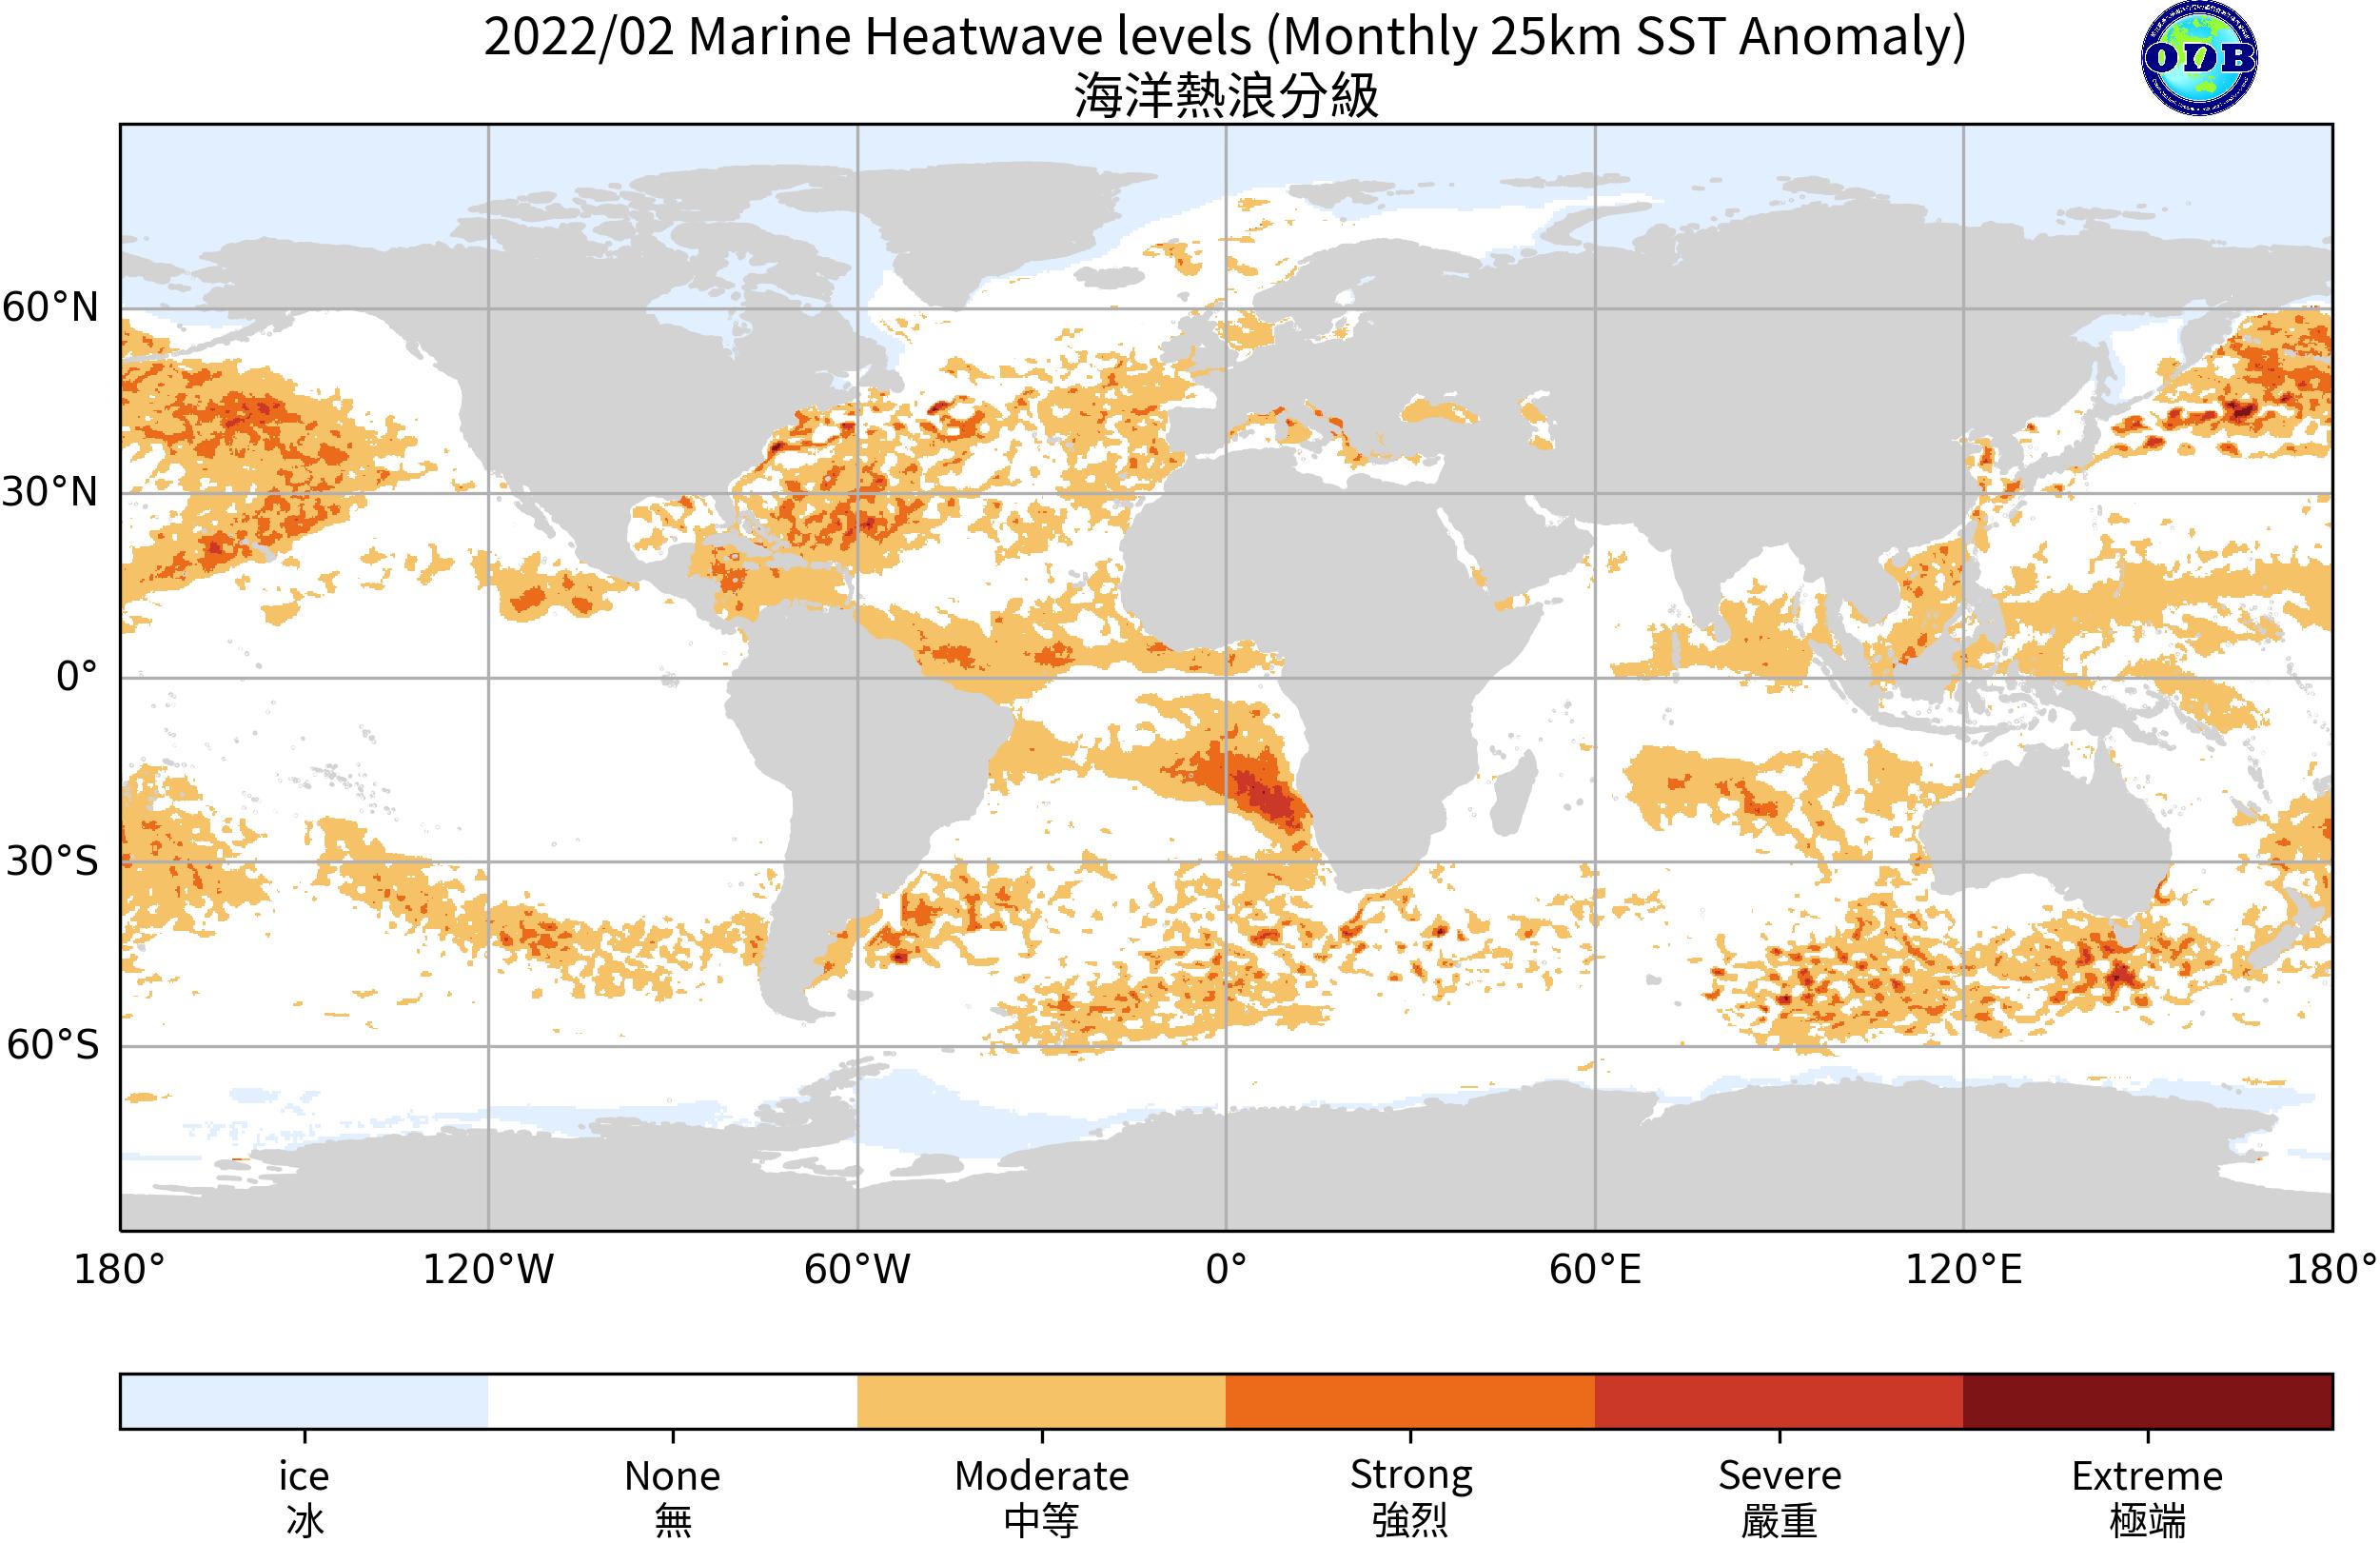 2022/02 Marine Heatwave levels (Monthly 25km SST Anomaly)
海洋熱浪分級
ODB
60°N
30°N
0°
30°S
60°S
180° 120°W 60°W 0° 60°E 120°E 180°
ice None Moderate Strong Severe Extreme
冰 無 中等 強烈 嚴重 極端